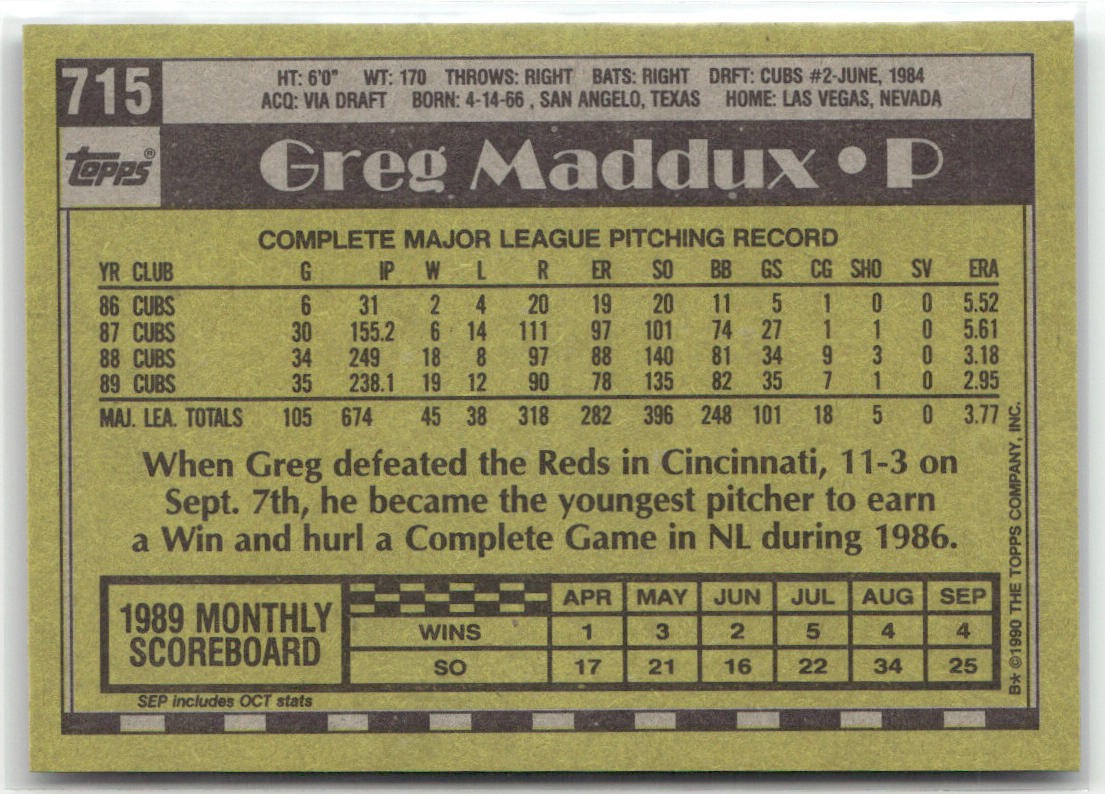 715
HT: 6'0" WT: 170 THROWS: RIGHT BATS: RIGHT DRFT: CUBS #2-JUNE, 1984
ACQ: VIA DRAFT BORN: 4-14-66 , SAN ANGELO, TEXAS HOME: LAS VEGAS, NEVADA
topps®
Greg Maddux • P
COMPLETE MAJOR LEAGUE PITCHING RECORD
YR CLUB G IP W L R ER SO BB GS CG SHO SV ERA
86 CUBS 6 31 2 4 20 19 20 11 5 1 0 0 5.52
87 CUBS 30 155.2 6 14 111 97 101 74 27 1 1 0 5.61
88 CUBS 34 249 18 8 97 88 140 81 34 9 3 0 3.18
89 CUBS 35 238.1 19 12 90 78 135 82 35 7 1 0 2.95
MAJ. LEA. TOTALS 105 674 45 38 318 282 396 248 101 18 5 0 3.77
When Greg defeated the Reds in Cincinnati, 11-3 on
Sept. 7th, he became the youngest pitcher to earn
a Win and hurl a Complete Game in NL during 1986.
1989 MONTHLY
SCOREBOARD
APR MAY JUN JUL AUG SEP
WINS 1 3 2 5 4 4
SO 17 21 16 22 34 25
SEP includes OCT stats
B* ©1990 THE TOPPS COMPANY, INC.